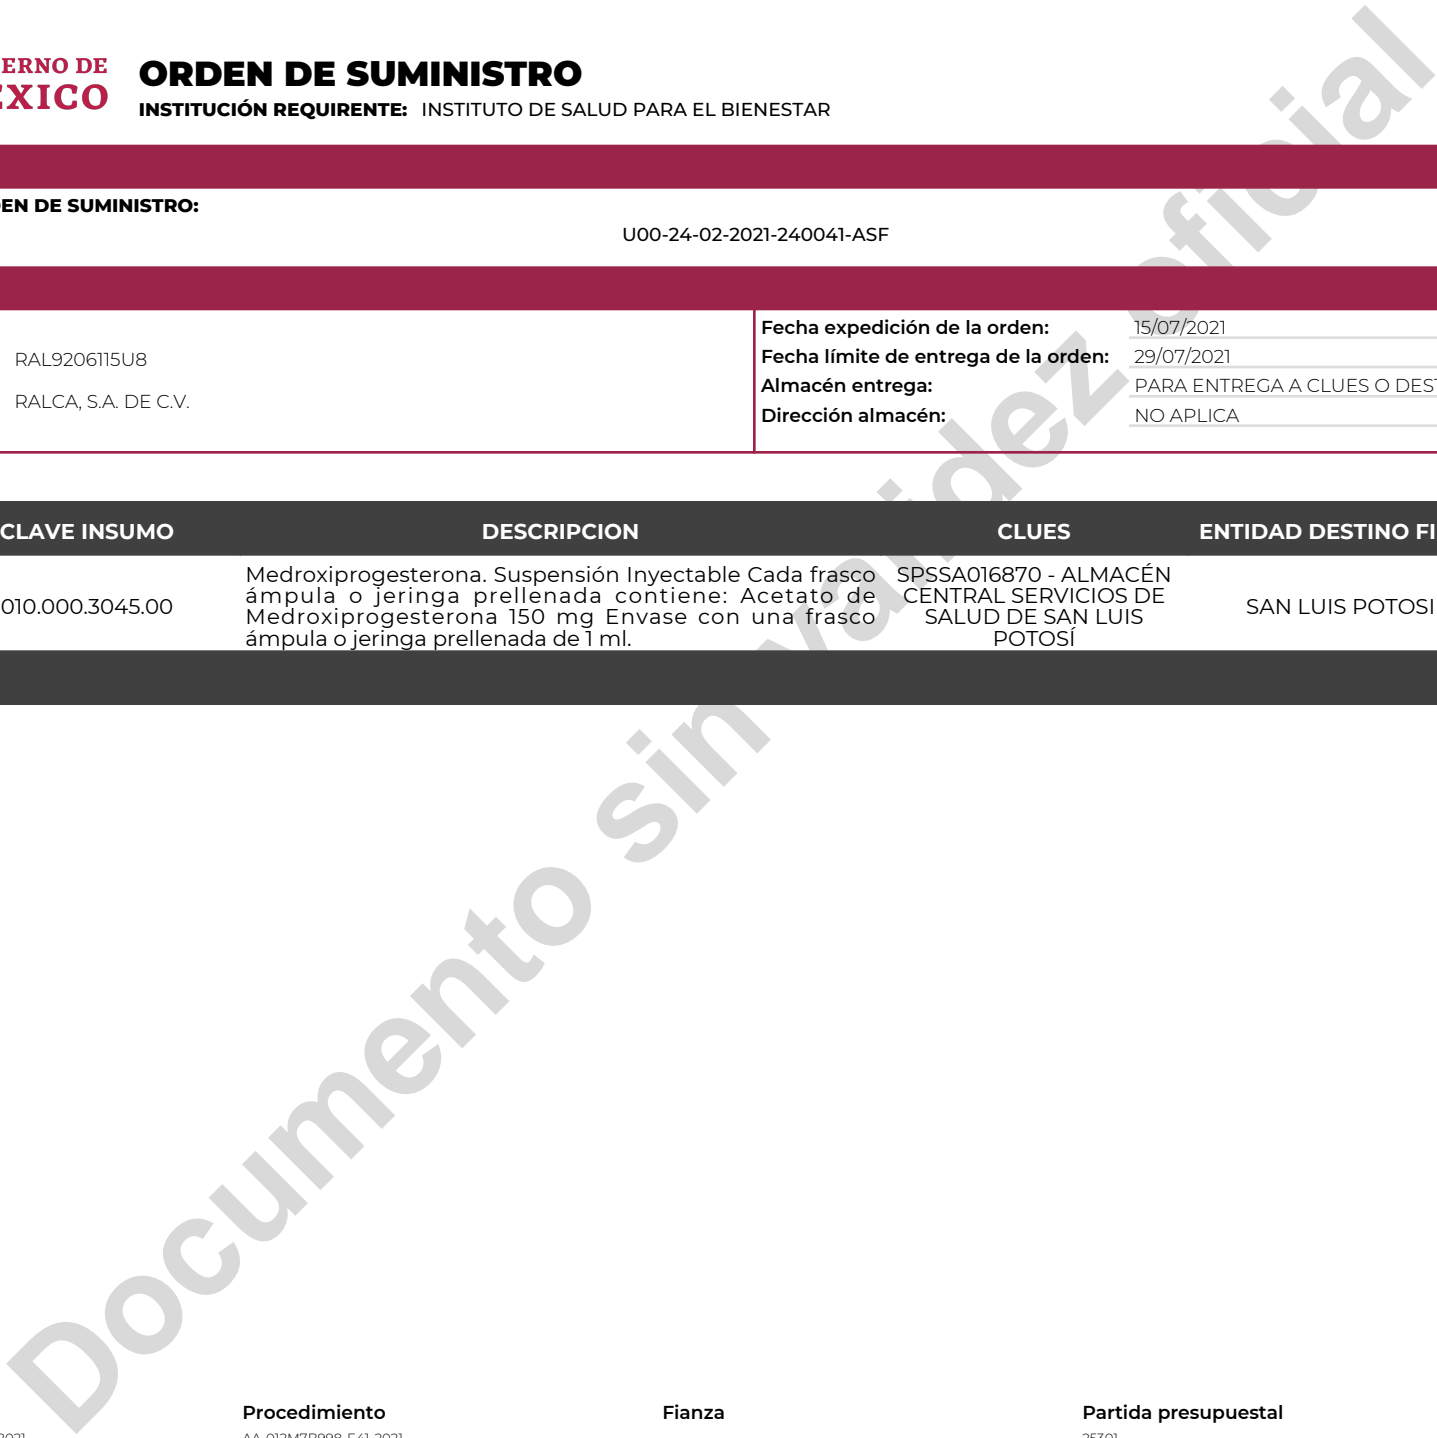 ERNO DE
EXICO
ORDEN DE SUMINISTRO
INSTITUCIÓN REQUIRENTE: INSTITUTO DE SALUD PARA EL BIENESTAR
EN DE SUMINISTRO:
U00-24-02-2021-240041-ASF
RAL9206115U8
RALCA, S.A. DE C.V.
Fecha expedición de la orden: 15/07/2021
Fecha límite de entrega de la orden: 29/07/2021
Almacén entrega: PARA ENTREGA A CLUES O DEST
Dirección almacén: NO APLICA
CLAVE INSUMO DESCRIPCION CLUES ENTIDAD DESTINO FI
010.000.3045.00
Medroxiprogesterona. Suspensión Inyectable Cada frasco
ámpula o jeringa prellenada contiene: Acetato de
Medroxiprogesterona 150 mg Envase con una frasco
ámpula o jeringa prellenada de 1 ml.
SPSSA016870 - ALMACÉN
CENTRAL SERVICIOS DE
SALUD DE SAN LUIS
POTOSÍ
SAN LUIS POTOSI
Documento sin validez oficial
Procedimiento Fianza Partida presupuestal